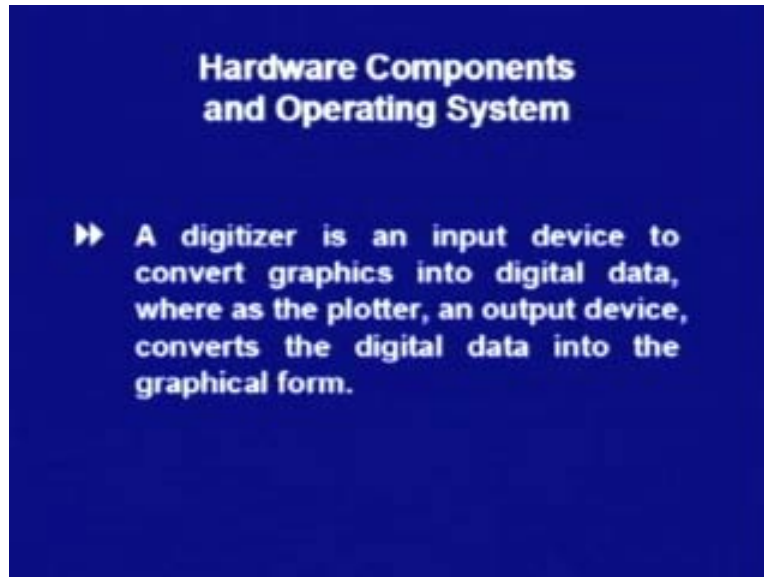 Hardware Components
and Operating System
A digitizer is an input device to
convert graphics into digital data,
where as the plotter, an output device,
converts the digital data into the
graphical form.